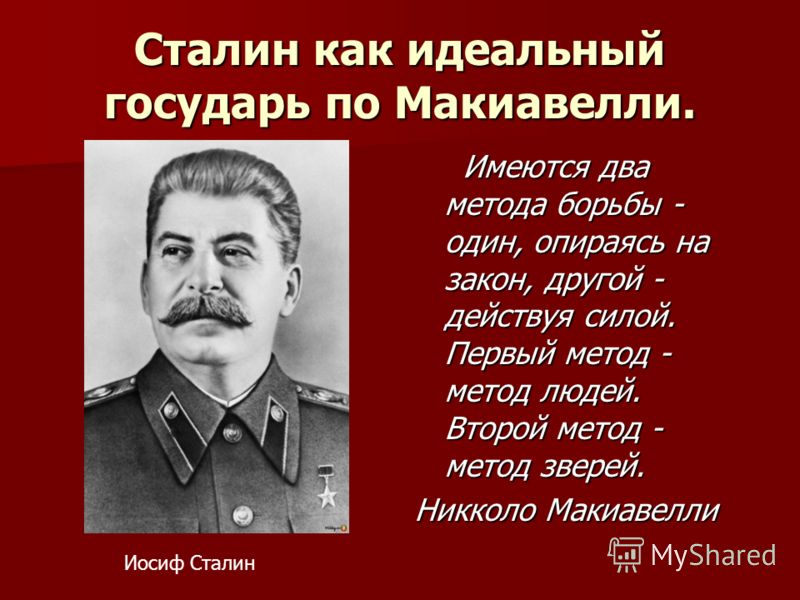 Сталин как идеальный
государь по Макиавелли.
Имеются два
метода борьбы -
один, опираясь на
закон, другой -
действуя силой.
Первый метод -
метод людей.
Второй метод -
метод зверей.
Никколо Макиавелли
Иосиф Сталин
MyShared